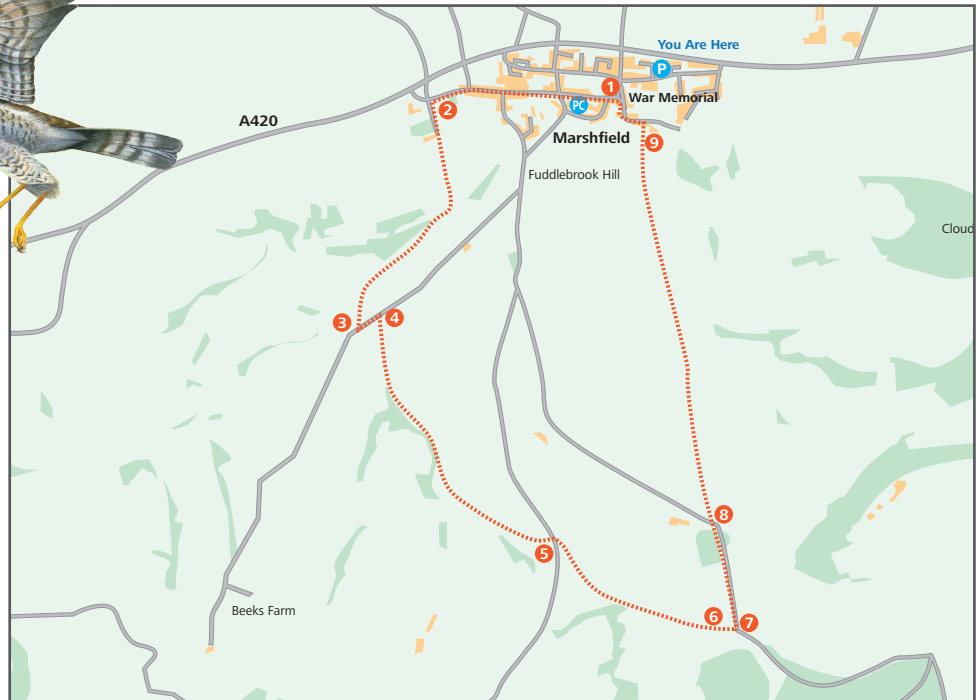 You Are Here
P
1
War Memorial
2
PC
A420
Marshfield
9
Fuddlebrook Hill
Cloud
3
4
8
5
Beeks Farm
6
7